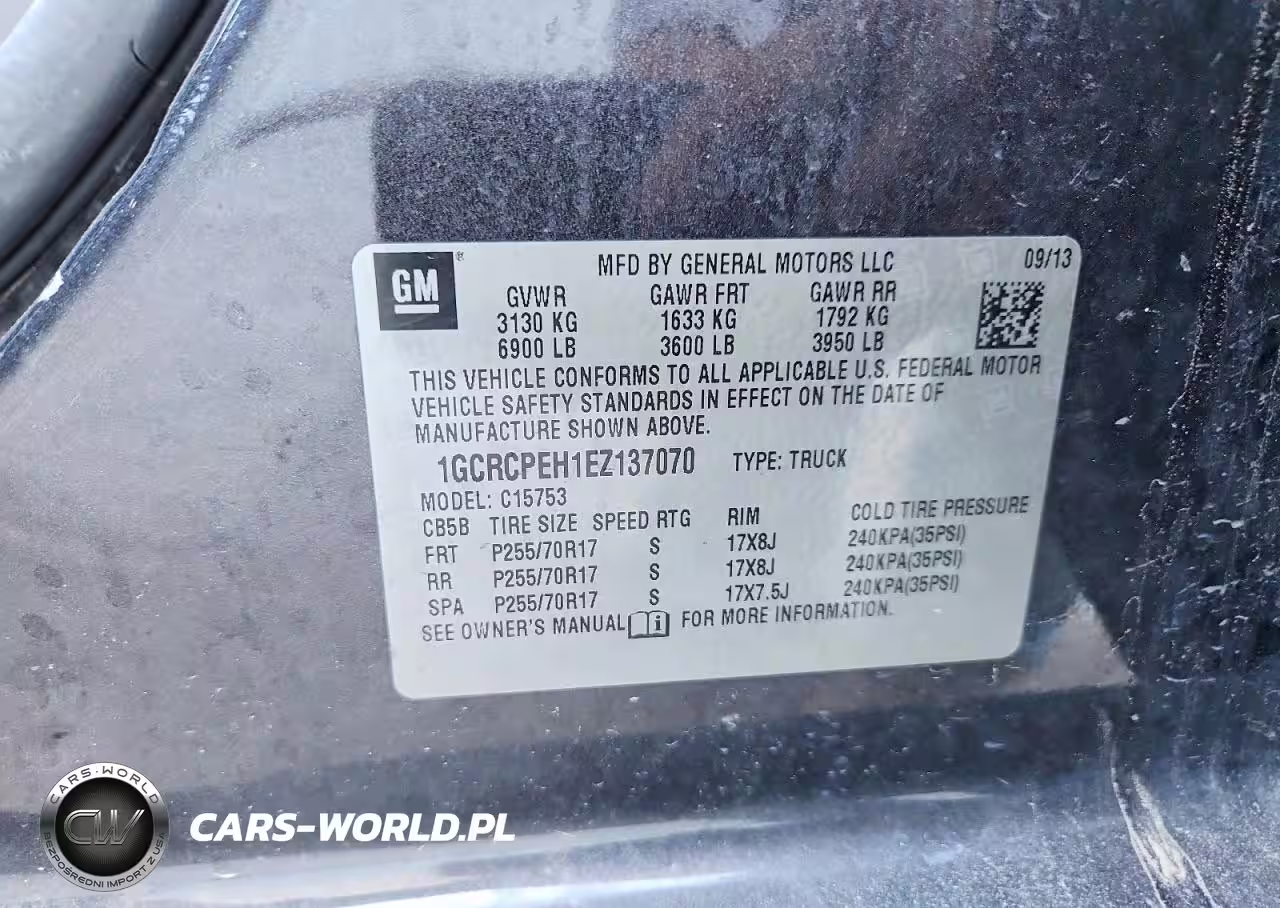 GM
®
MFD BY GENERAL MOTORS LLC 09/13
GVWR GAWR FRT GAWR RR
3130 KG 1633 KG 1792 KG
6900 LB 3600 LB 3950 LB
THIS VEHICLE CONFORMS TO ALL APPLICABLE U.S. FEDERAL MOTOR
VEHICLE SAFETY STANDARDS IN EFFECT ON THE DATE OF
MANUFACTURE SHOWN ABOVE.
1GCRCPEH1EZ137070 TYPE: TRUCK
MODEL: C15753
CB5B TIRE SIZE SPEED RTG RIM COLD TIRE PRESSURE
FRT P255/70R17 S 17X8J 240KPA(35PSI)
RR P255/70R17 S 17X8J 240KPA(35PSI)
SPA P255/70R17 S 17X7.5J 240KPA(35PSI)
SEE OWNER'S MANUAL i FOR MORE INFORMATION.
CARS-WORLD
CW
BEZPOŚREDNI IMPORT Z USA
CARS-WORLD.PL